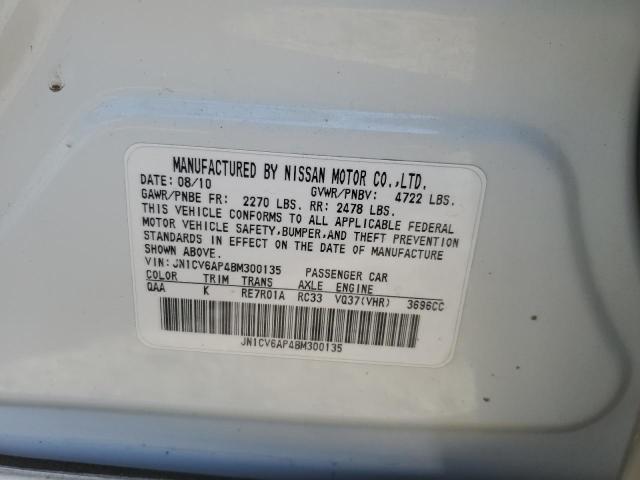 MANUFACTURED BY NISSAN MOTOR CO.,LTD.
DATE: 08/10 GVWR/PNBV: 4722 LBS.
GAWR/PNBE FR: 2270 LBS. RR: 2478 LBS.
THIS VEHICLE CONFORMS TO ALL APPLICABLE FEDERAL
MOTOR VEHICLE SAFETY,BUMPER,AND THEFT PREVENTION
STANDARDS IN EFFECT ON THE DATE OF MANUFACTURE
SHOWN ABOVE.
VIN: JN1CV6AP4BM300135 PASSENGER CAR
COLOR TRIM TRANS AXLE ENGINE
QAA K RE7R01A RC33 VQ37(VHR) 3696CC
JN1CV6AP4BM300135